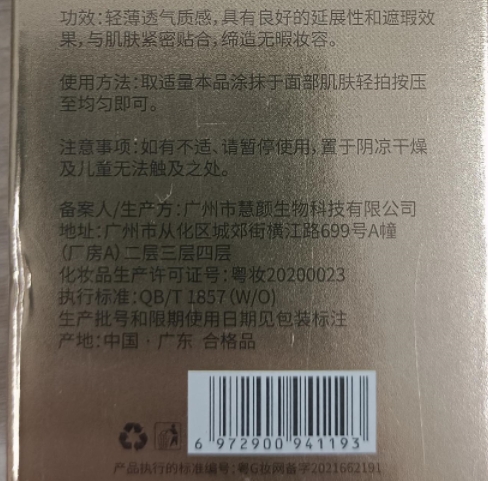 功效：轻薄透气质感，具有良好的延展性和遮瑕效
果，与肌肤紧密贴合，缔造无暇妆容。
使用方法：取适量本品涂抹于面部肌肤轻拍按压
至均匀即可。
注意事项：如有不适、请暂停使用，置于阴凉干燥
及儿童无法触及之处。
备案人/生产方：广州市慧颜生物科技有限公司
地址：广州市从化区城郊街横江路699号A幢
（厂房A）二层三层四层
化妆品生产许可证号：粤妆20200023
执行标准：QB/T 1857（W/O）
生产批号和限期使用日期见包装标注
产地：中国·广东 合格品
6 972900 941193
产品执行的标准编号：粤G妆网备字2021662191